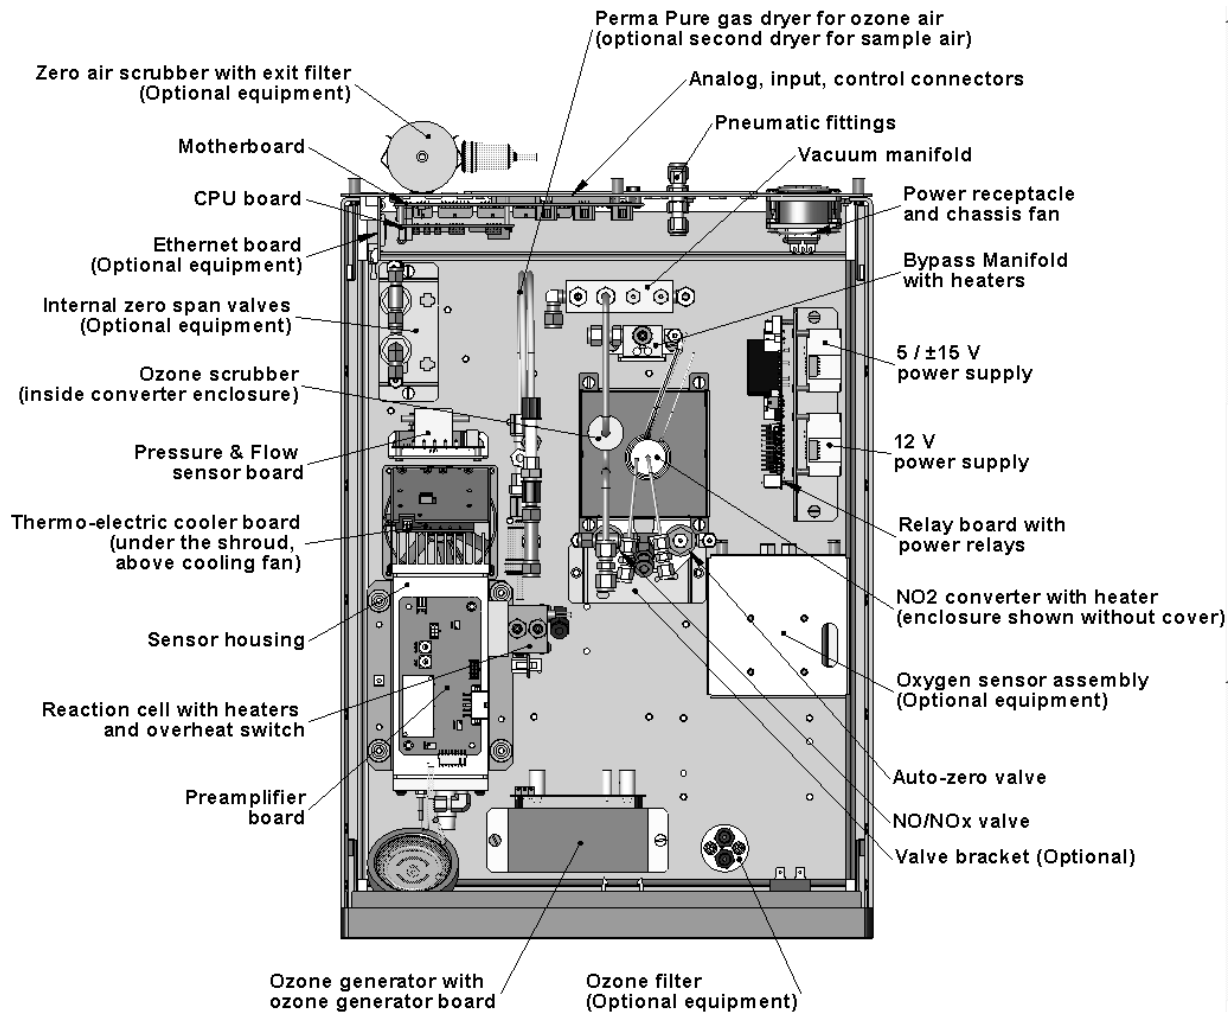 Perma Pure gas dryer for ozone air
(optional second dryer for sample air)
Zero air scrubber with exit filter
(Optional equipment)
Analog, input, control connectors
Pneumatic fittings
Motherboard
Vacuum manifold
CPU board
Power receptacle
and chassis fan
Ethernet board
(Optional equipment)
Bypass Manifold
with heaters
Internal zero span valves
(Optional equipment)
5 / ±15 V
power supply
Ozone scrubber
(inside converter enclosure)
12 V
power supply
Pressure & Flow
sensor board
Thermo-electric cooler board
(under the shroud,
above cooling fan)
Relay board with
power relays
NO2 converter with heater
(enclosure shown without cover)
Sensor housing
Oxygen sensor assembly
(Optional equipment)
Reaction cell with heaters
and overheat switch
Auto-zero valve
Preamplifier
board
NO/NOx valve
Valve bracket (Optional)
Ozone generator with
ozone generator board
Ozone filter
(Optional equipment)